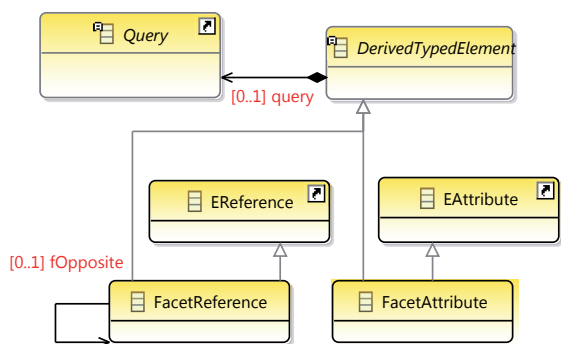 Query
DerivedTypedElement
[0..1] query
EReference
EAttribute
[0..1] fOpposite
FacetReference
FacetAttribute